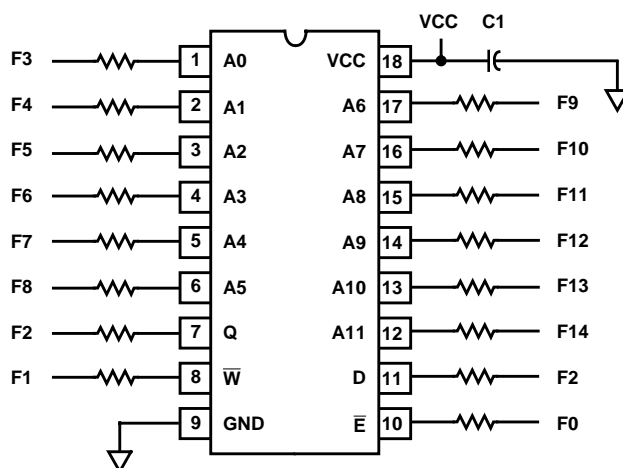 VCC C1
F3 1 A0 VCC 18
F4 2 A1 A6 17 F9
F5 3 A2 A7 16 F10
F6 4 A3 A8 15 F11
F7 5 A4 A9 14 F12
F8 6 A5 A10 13 F13
F2 7 Q A11 12 F14
F1 8 W̅ D 11 F2
9 GND E̅ 10 F0